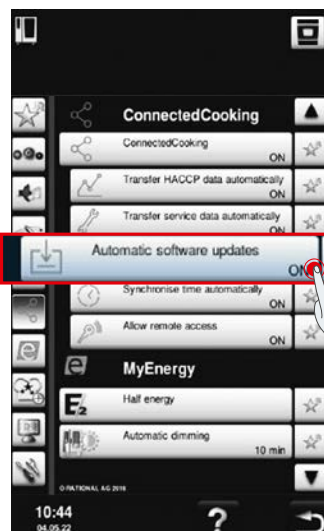 ConnectedCooking
ConnectedCooking
ON
Transfer HACCP data automatically
ON
Transfer service data automatically
ON
Automatic software updates
ON
Synchronise time automatically
ON
Allow remote access
ON
MyEnergy
E2
Half energy
Automatic dimming
10 min
© RATIONAL AG 2016
10:44
04.05.22
?